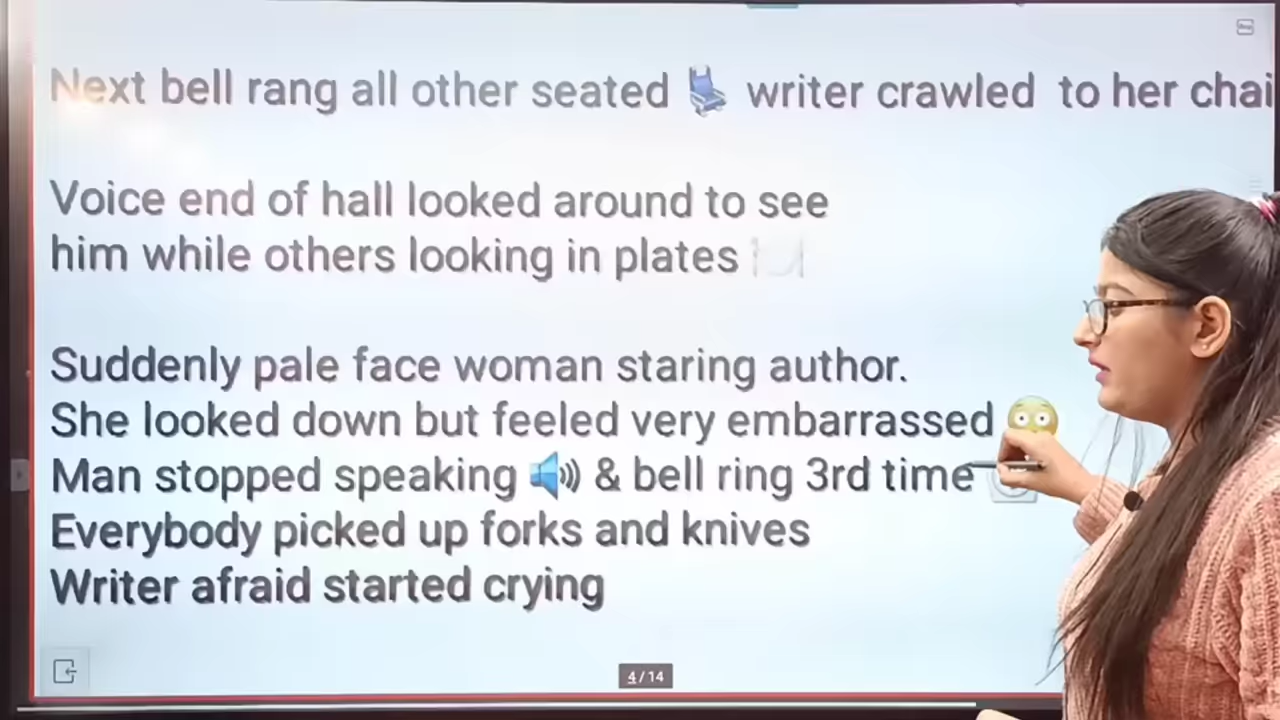 Next bell rang all other seated writer crawled to her chai
Voice end of hall looked around to see
him while others looking in plates
Suddenly pale face woman staring author.
She looked down but feeled very embarrassed
Man stopped speaking & bell ring 3rd time
Everybody picked up forks and knives
Writer afraid started crying
4/14